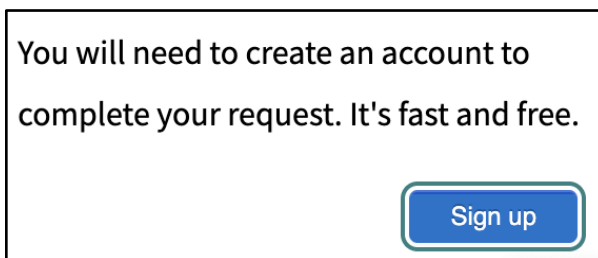 You will need to create an account to
complete your request. It's fast and free.
Sign up